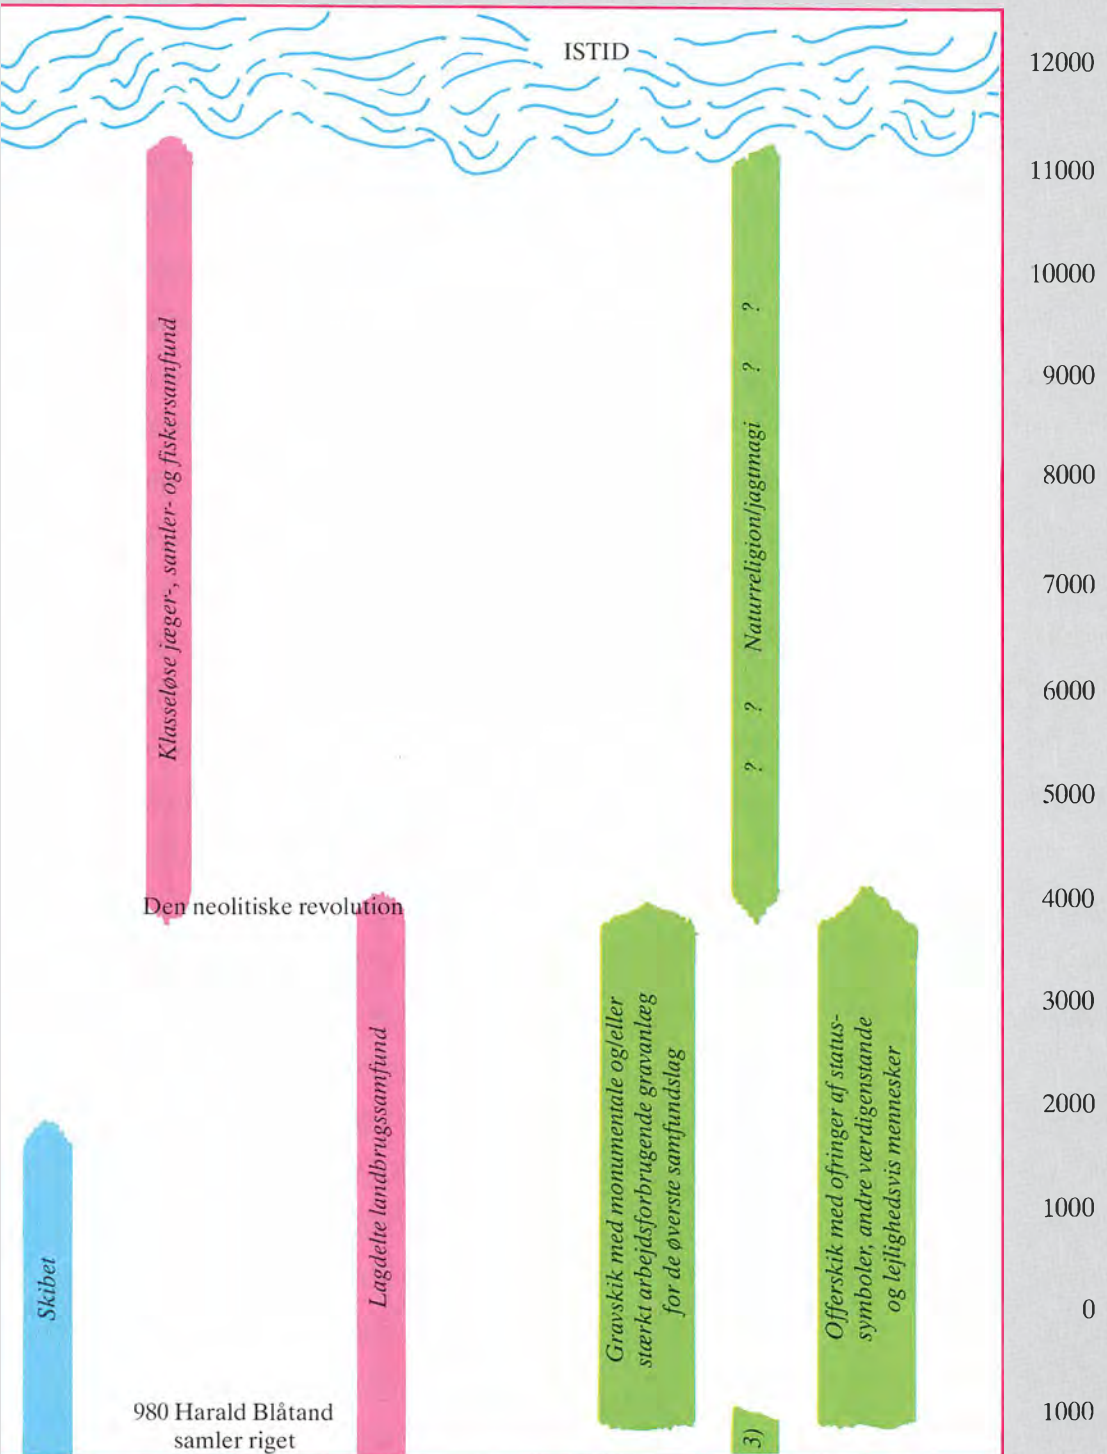 ISTID
12000
11000
10000
9000
8000
7000
6000
5000
4000
3000
2000
1000
0
1000
Klasseløse jæger-, samler- og fiskersamfund
? ? Naturreligion/jagtmagi ? ?
Den neolitiske revolution
Skibet
Lagdelte landbrugssamfund
Gravskik med monumentale og/eller
stærkt arbejdsforbrugende gravanlæg
for de øverste samfundslag
Offerskik med ofringer af status-
symboler, andre værdigenstande
og lejlighedsvis mennesker
980 Harald Blåtand
samler riget
3)